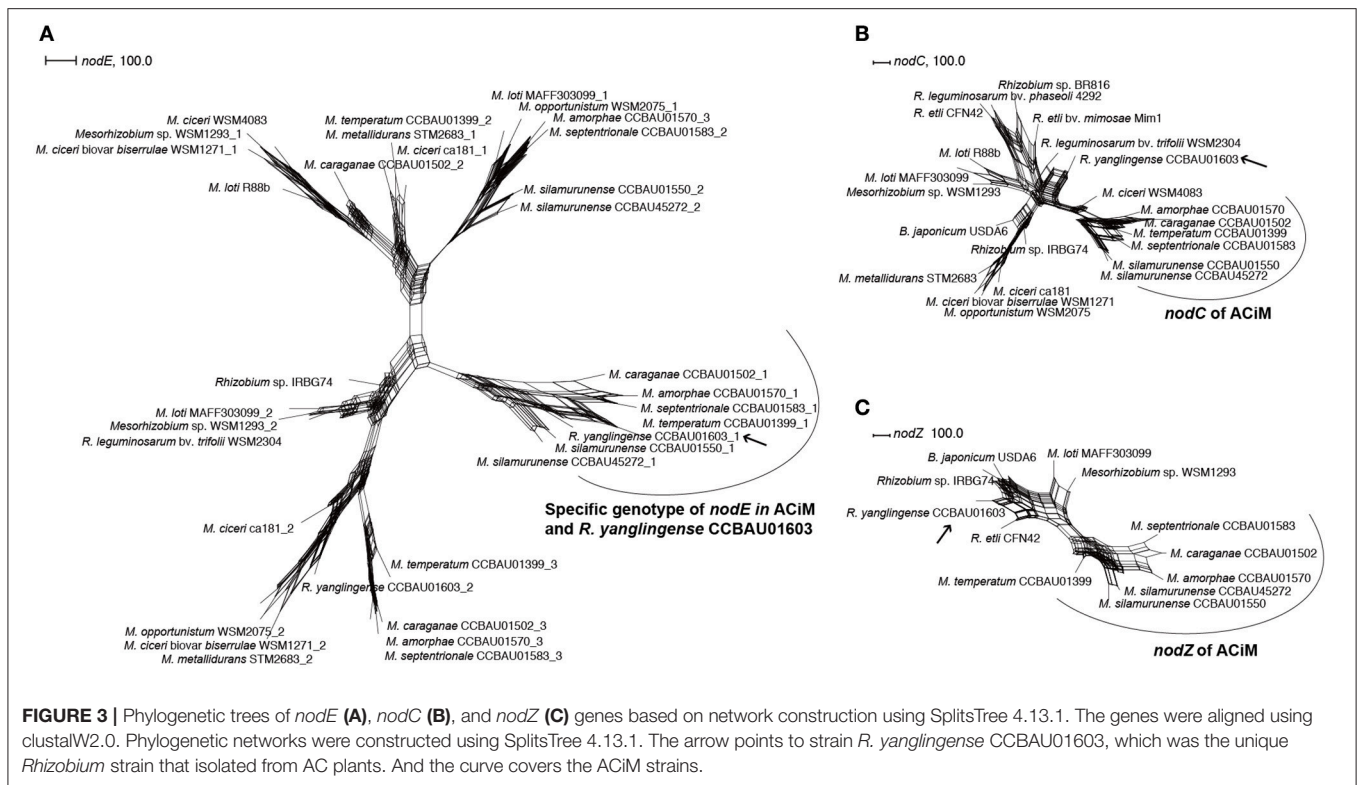 A
nodE, 100.0
M. loti MAFF303099_1
M. opportunistum WSM2075_1
M. amorphae CCBAU01570_3
M. septentrionale CCBAU01583_2
M. temperatum CCBAU01399_2
M. metallidurans STM2683_1
M. ciceri ca181_1
M. caraganae CCBAU01502_2
M. ciceri WSM4083
Mesorhizobium sp. WSM1293_1
M. ciceri biovar biserrulae WSM1271_1
M. loti R88b
M. silamurunense CCBAU01550_2
M. silamurunense CCBAU45272_2
Rhizobium sp. IRBG74
M. loti MAFF303099_2
Mesorhizobium sp. WSM1293_2
R. leguminosarum bv. trifolii WSM2304
M. caraganae CCBAU01502_1
M. amorphae CCBAU01570_1
M. septentrionale CCBAU01583_1
M. temperatum CCBAU01399_1
R. yanglingense CCBAU01603_1
M. silamurunense CCBAU01550_1
M. silamurunense CCBAU45272_1
Specific genotype of nodE in ACiM
and R. yanglingense CCBAU01603
M. ciceri ca181_2
M. temperatum CCBAU01399_3
R. yanglingense CCBAU01603_2
M. opportunistum WSM2075_2
M. ciceri biovar biserrulae WSM1271_2
M. metallidurans STM2683_2
M. caraganae CCBAU01502_3
M. amorphae CCBAU01570_3
M. septentrionale CCBAU01583_3
B
nodC, 100.0
Rhizobium sp. BR816
R. leguminosarum bv. phaseoli 4292
R. etli CFN42
R. etli bv. mimosae Mim1
R. leguminosarum bv. trifolii WSM2304
M. loti R88b
R. yanglingense CCBAU01603
M. loti MAFF303099
Mesorhizobium sp. WSM1293
M. ciceri WSM4083
M. amorphae CCBAU01570
M. caraganae CCBAU01502
M. temperatum CCBAU01399
M. septentrionale CCBAU01583
B. japonicum USDA6
Rhizobium sp. IRBG74
M. silamurunense CCBAU01550
M. silamurunense CCBAU45272
M. metallidurans STM2683
M. ciceri ca181
M. ciceri biovar biserrulae WSM1271
M. opportunistum WSM2075
nodC of ACiM
C
nodZ 100.0
B. japonicum USDA6
M. loti MAFF303099
Rhizobium sp. IRBG74
Mesorhizobium sp. WSM1293
R. yanglingense CCBAU01603
R. etli CFN42
M. septentrionale CCBAU01583
M. caraganae CCBAU01502
M. temperatum CCBAU01399
M. amorphae CCBAU01570
M. silamurunense CCBAU45272
M. silamurunense CCBAU01550
nodZ of ACiM
FIGURE 3 | Phylogenetic trees of nodE (A), nodC (B), and nodZ (C) genes based on network construction using SplitsTree 4.13.1. The genes were aligned using
clustalW2.0. Phylogenetic networks were constructed using SplitsTree 4.13.1. The arrow points to strain R. yanglingense CCBAU01603, which was the unique
Rhizobium strain that isolated from AC plants. And the curve covers the ACiM strains.